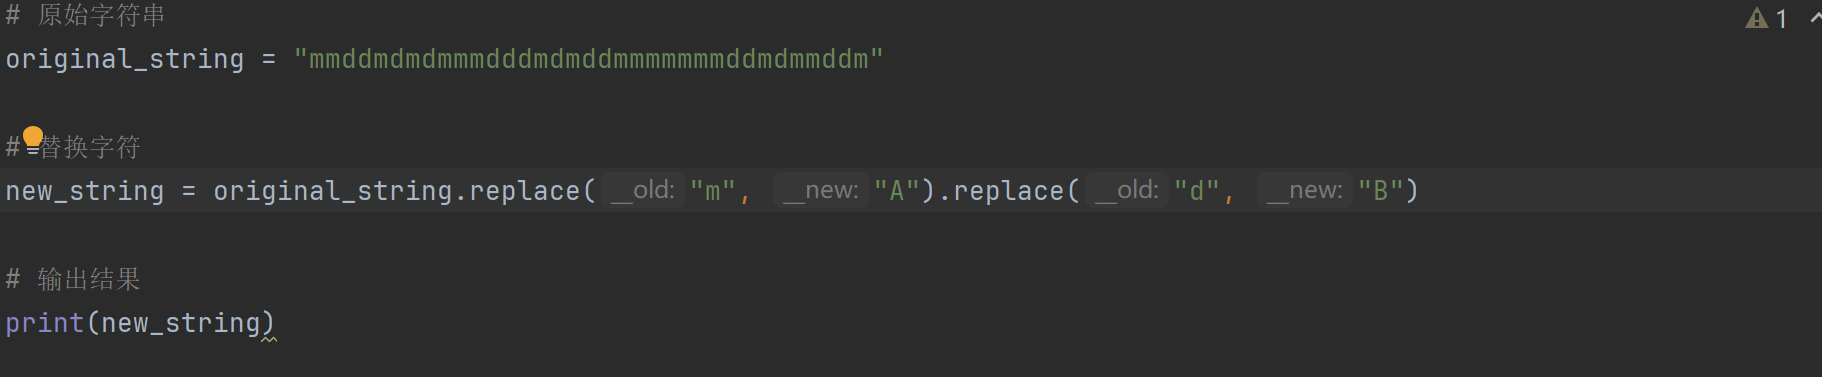 # 原始字符串
original_string = "mmddmdmdmmmdddmdmddmmmmmmmddmdmmddm"
1
# 替换字符
new_string = original_string.replace(__old: "m", __new: "A").replace(__old: "d", __new: "B")
# 输出结果
print(new_string)